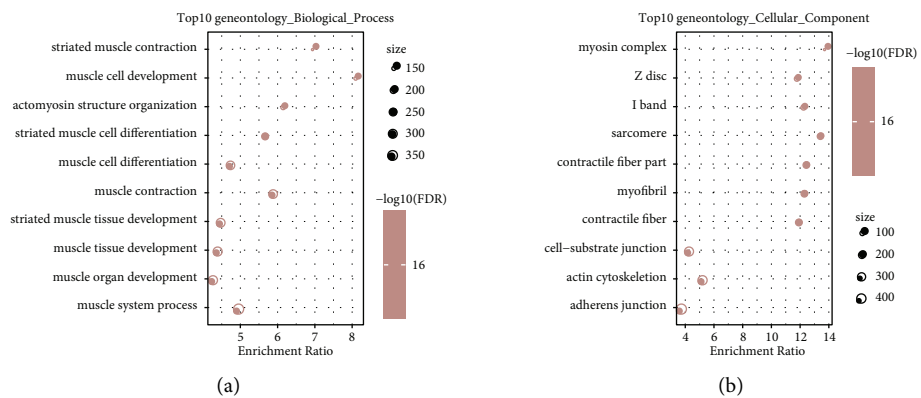 Top10 geneontology_Biological_Process
striated muscle contraction
muscle cell development
actomyosin structure organization
striated muscle cell differentiation
muscle cell differentiation
muscle contraction
striated muscle tissue development
muscle tissue development
muscle organ development
muscle system process
5 6 7 8
Enrichment Ratio
size
150
200
250
300
350
−log10(FDR)
16
(a)
Top10 geneontology_Cellular_Component
myosin complex
Z disc
I band
sarcomere
contractile fiber part
myofibril
contractile fiber
cell−substrate junction
actin cytoskeletion
adherens junction
4 6 8 10 12 14
Enrichment Ratio
−log10(FDR)
16
size
100
200
300
400
(b)